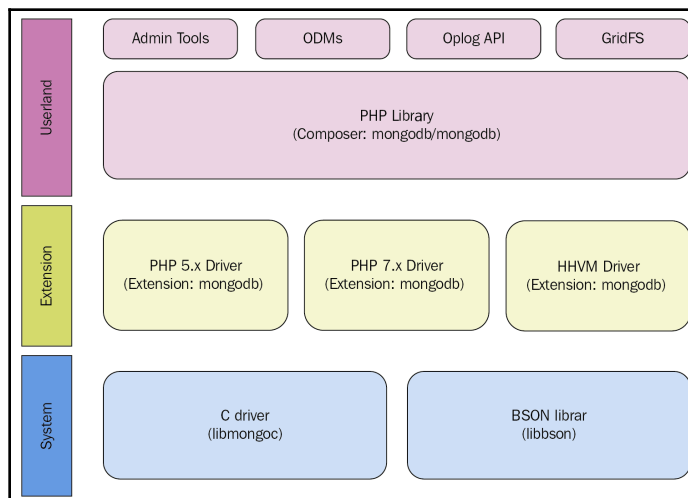 Admin Tools
ODMs
Oplog API
GridFS
Userland
PHP Library
(Composer: mongodb/mongodb)
Extension
PHP 5.x Driver
(Extension: mongodb)
PHP 7.x Driver
(Extension: mongodb)
HHVM Driver
(Extension: mongodb)
System
C driver
(libmongoc)
BSON librar
(libbson)